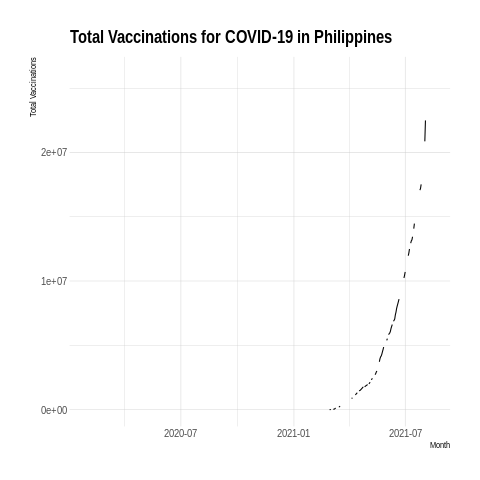 Total Vaccinations for COVID-19 in Philippines
Total Vaccinations
2e+07
1e+07
0e+00
2020-07 2021-01 2021-07
Month